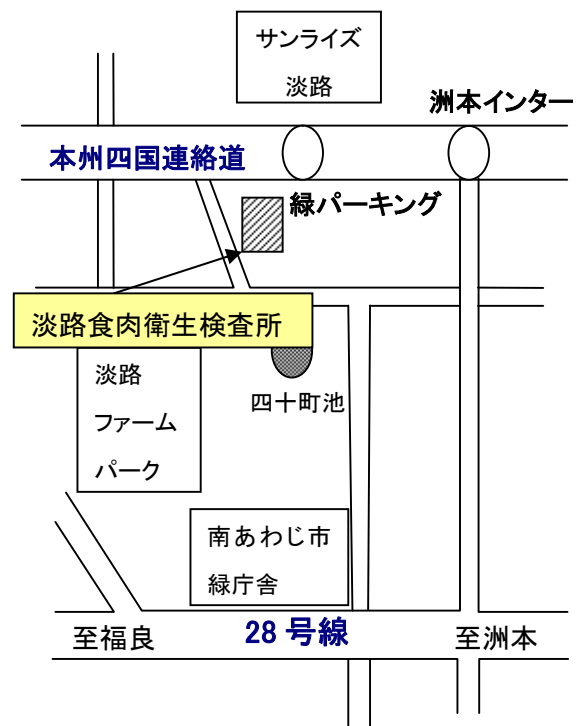 サンライズ
淡路
洲本インター
本州四国連絡道
緑パーキング
淡路食肉衛生検査所
淡路
ファーム
パーク
四十町池
南あわじ市
緑庁舎
至福良
28 号線
至洲本